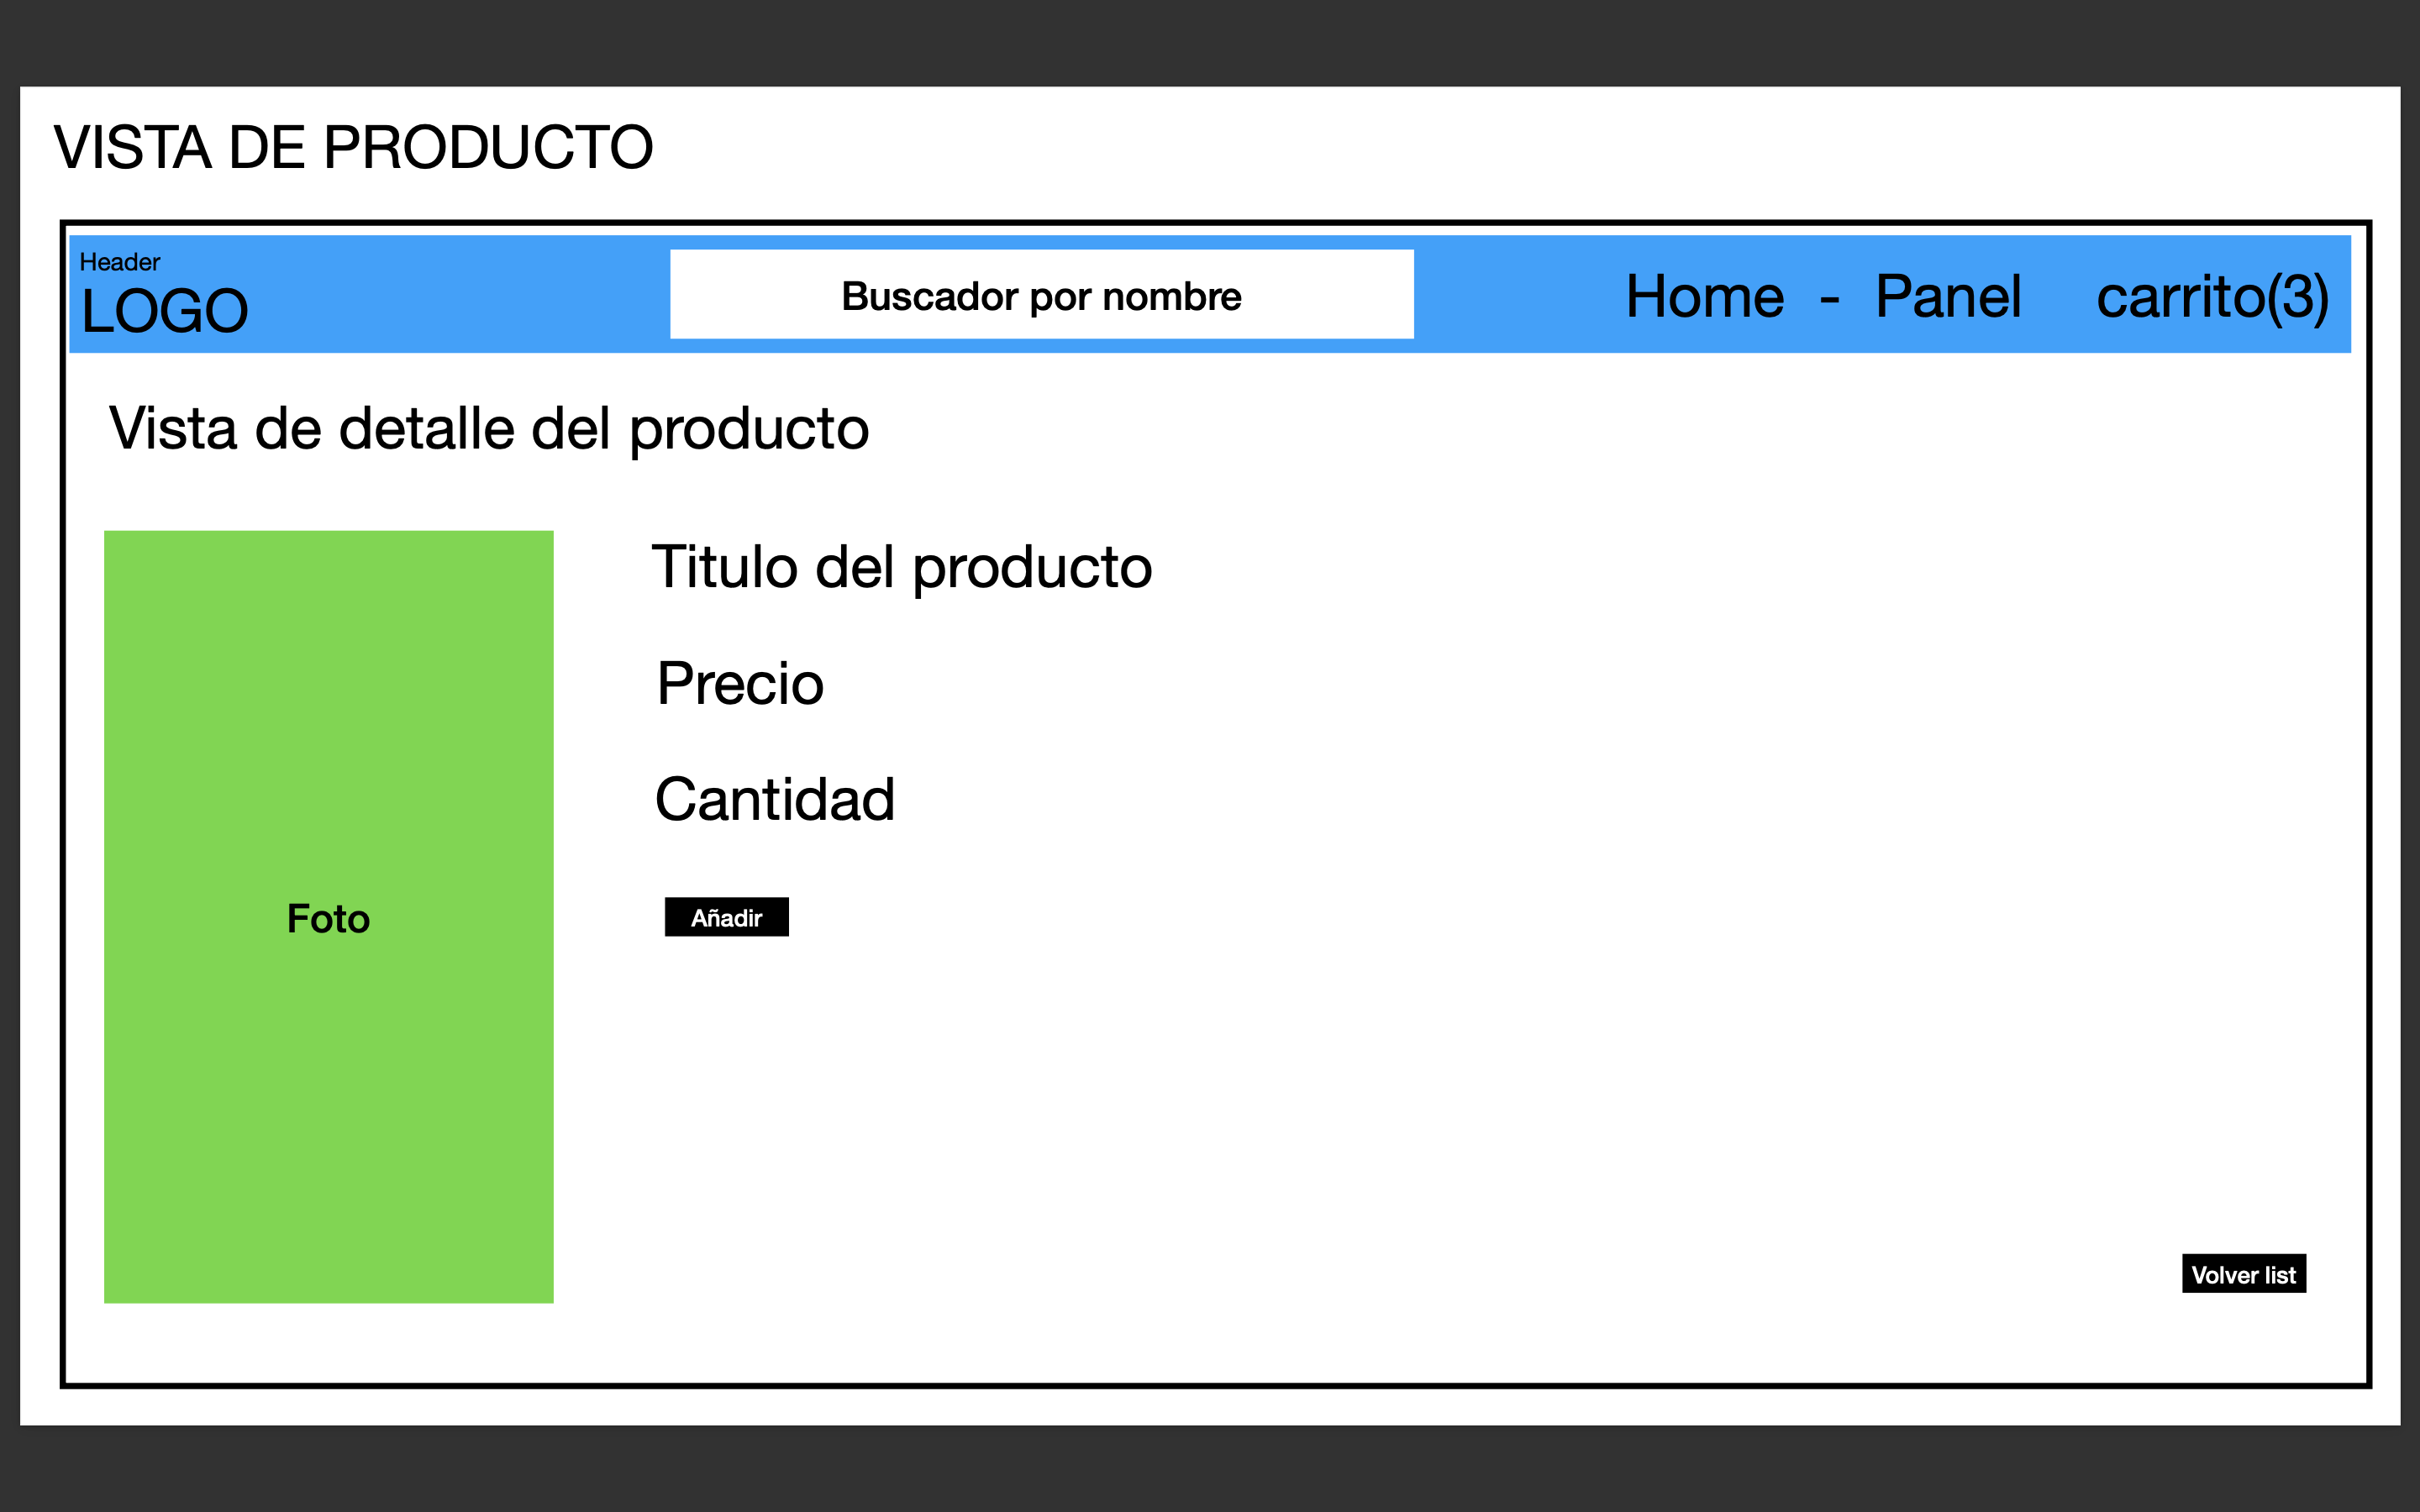 VISTA DE PRODUCTO
Header
LOGO
Buscador por nombre
Home - Panel carrito(3)
Vista de detalle del producto
Titulo del producto
Precio
Cantidad
Foto
Añadir
Volver list